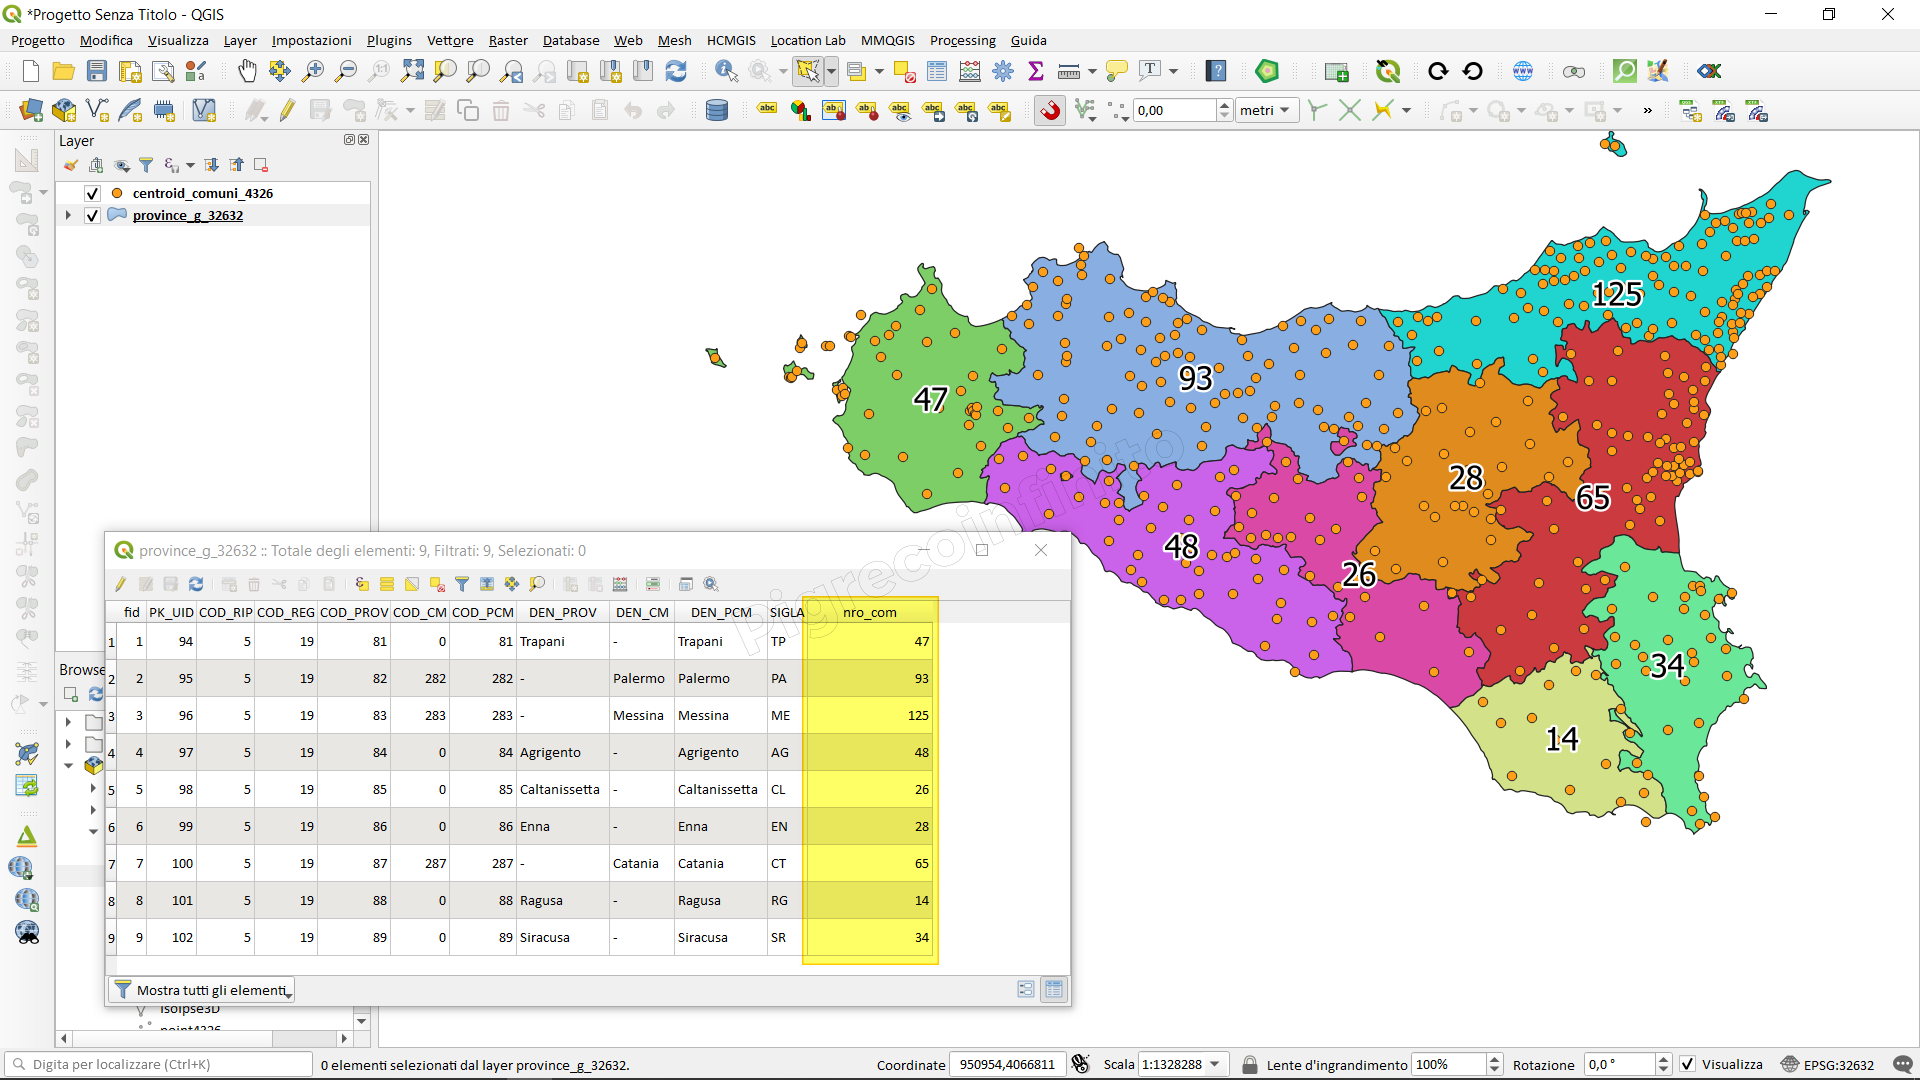 *Progetto Senza Titolo - QGIS
Progetto Modifica Visualizza Layer Impostazioni Plugins Vettore Raster Database Web Mesh HCMGIS Location Lab MMQGIS Processing Guida
0,00 metri
Layer
centroid_comuni_4326
province_g_32632
125
93
47
28
65
48
26
34
14
Pigrecoinfinito
province_g_32632 :: Totale degli elementi: 9, Filtrati: 9, Selezionati: 0
fid PK_UID COD_RIP COD_REG COD_PROV COD_CM COD_PCM DEN_PROV DEN_CM DEN_PCM SIGLA nro_com
1 1 94 5 19 81 0 81 Trapani - Trapani TP 47
2 2 95 5 19 82 282 282 - Palermo Palermo PA 93
3 3 96 5 19 83 283 283 - Messina Messina ME 125
4 4 97 5 19 84 0 84 Agrigento - Agrigento AG 48
5 5 98 5 19 85 0 85 Caltanissetta - Caltanissetta CL 26
6 6 99 5 19 86 0 86 Enna - Enna EN 28
7 7 100 5 19 87 287 287 - Catania Catania CT 65
8 8 101 5 19 88 0 88 Ragusa - Ragusa RG 14
9 9 102 5 19 89 0 89 Siracusa - Siracusa SR 34
Mostra tutti gli elementi
Browse
isoipse3D
point4326
Digita per localizzare (Ctrl+K) 0 elementi selezionati dal layer province_g_32632. Coordinate 950954,4066811 Scala 1:1328288 Lente d'ingrandimento 100% Rotazione 0,0 ° Visualizza EPSG:32632